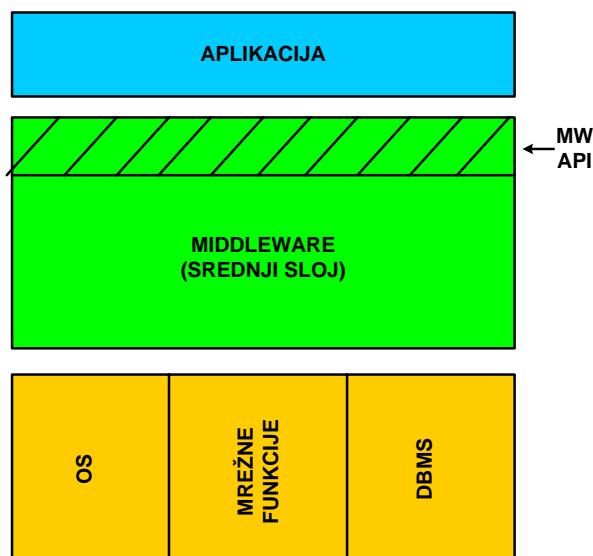 APLIKACIJA
MW
API
MIDDLEWARE
(SREDNJI SLOJ)
OS
MREŽNE
FUNKCIJE
DBMS